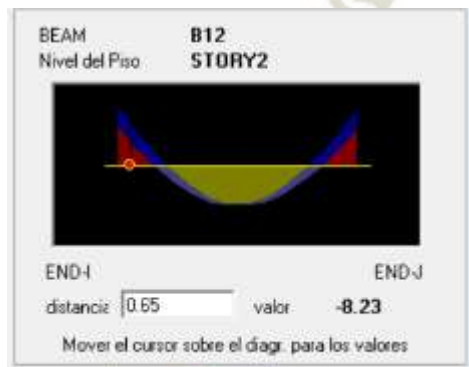 BEAM B12
Nivel del Piso STORY2
END-I END-J
distancia 0.65 valor -8.23
Mover el cursor sobre el diagr. para los valores